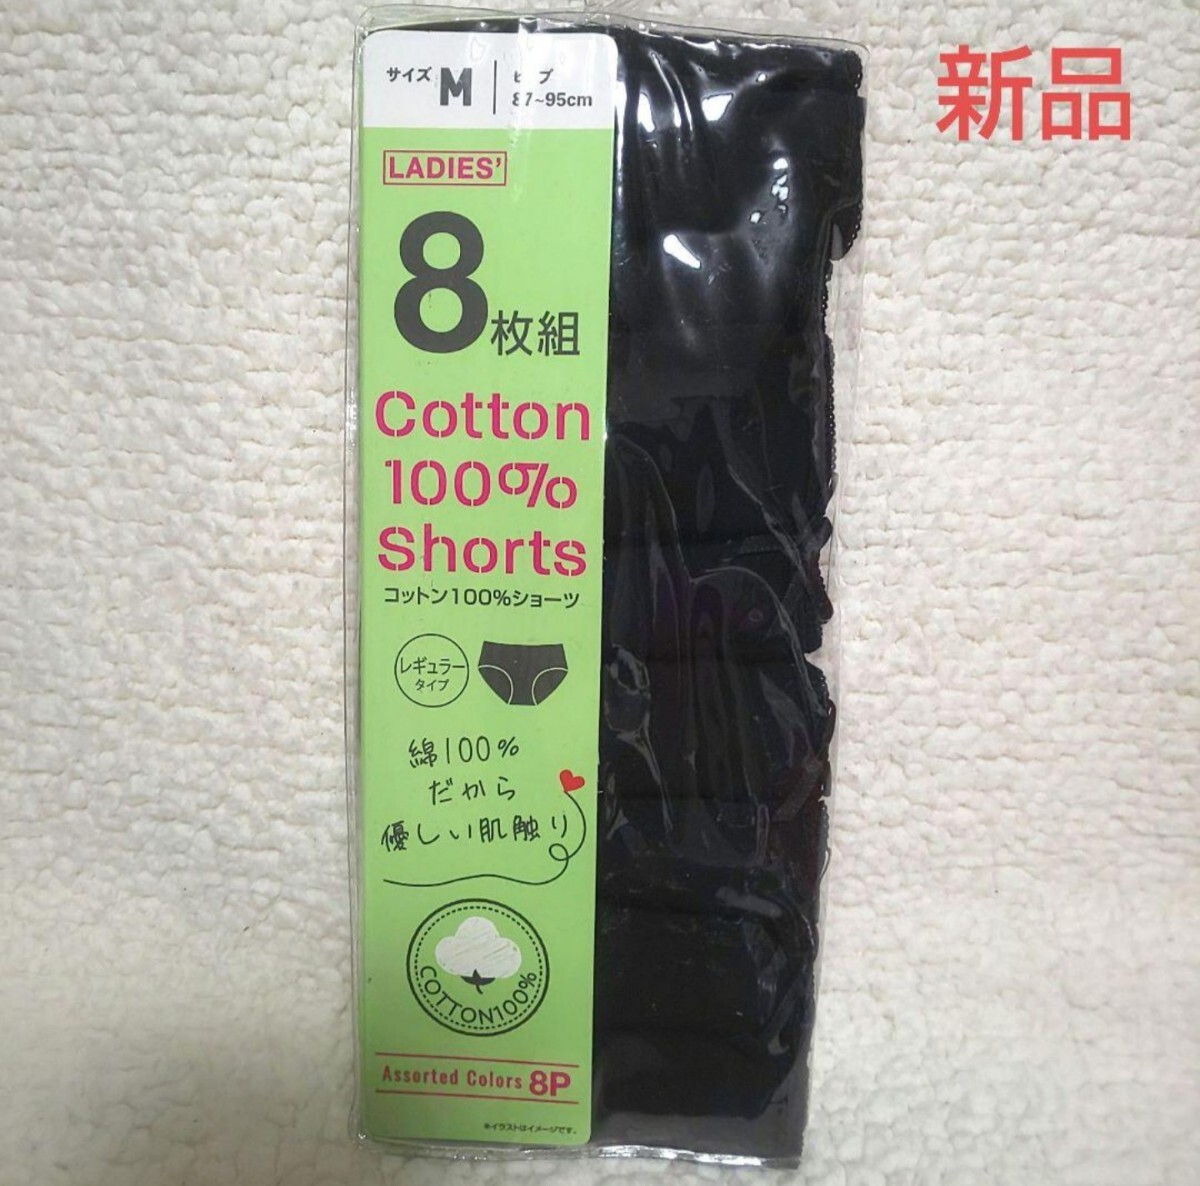 新品
サイズ M
ヒップ
87~95cm
LADIES'
8枚組
Cotton
100%
Shorts
コットン100%ショーツ
レギュラー
タイプ
綿100%
だから
優しい肌触り
COTTON100%
Assorted Colors 8P
※イラストはイメージです。